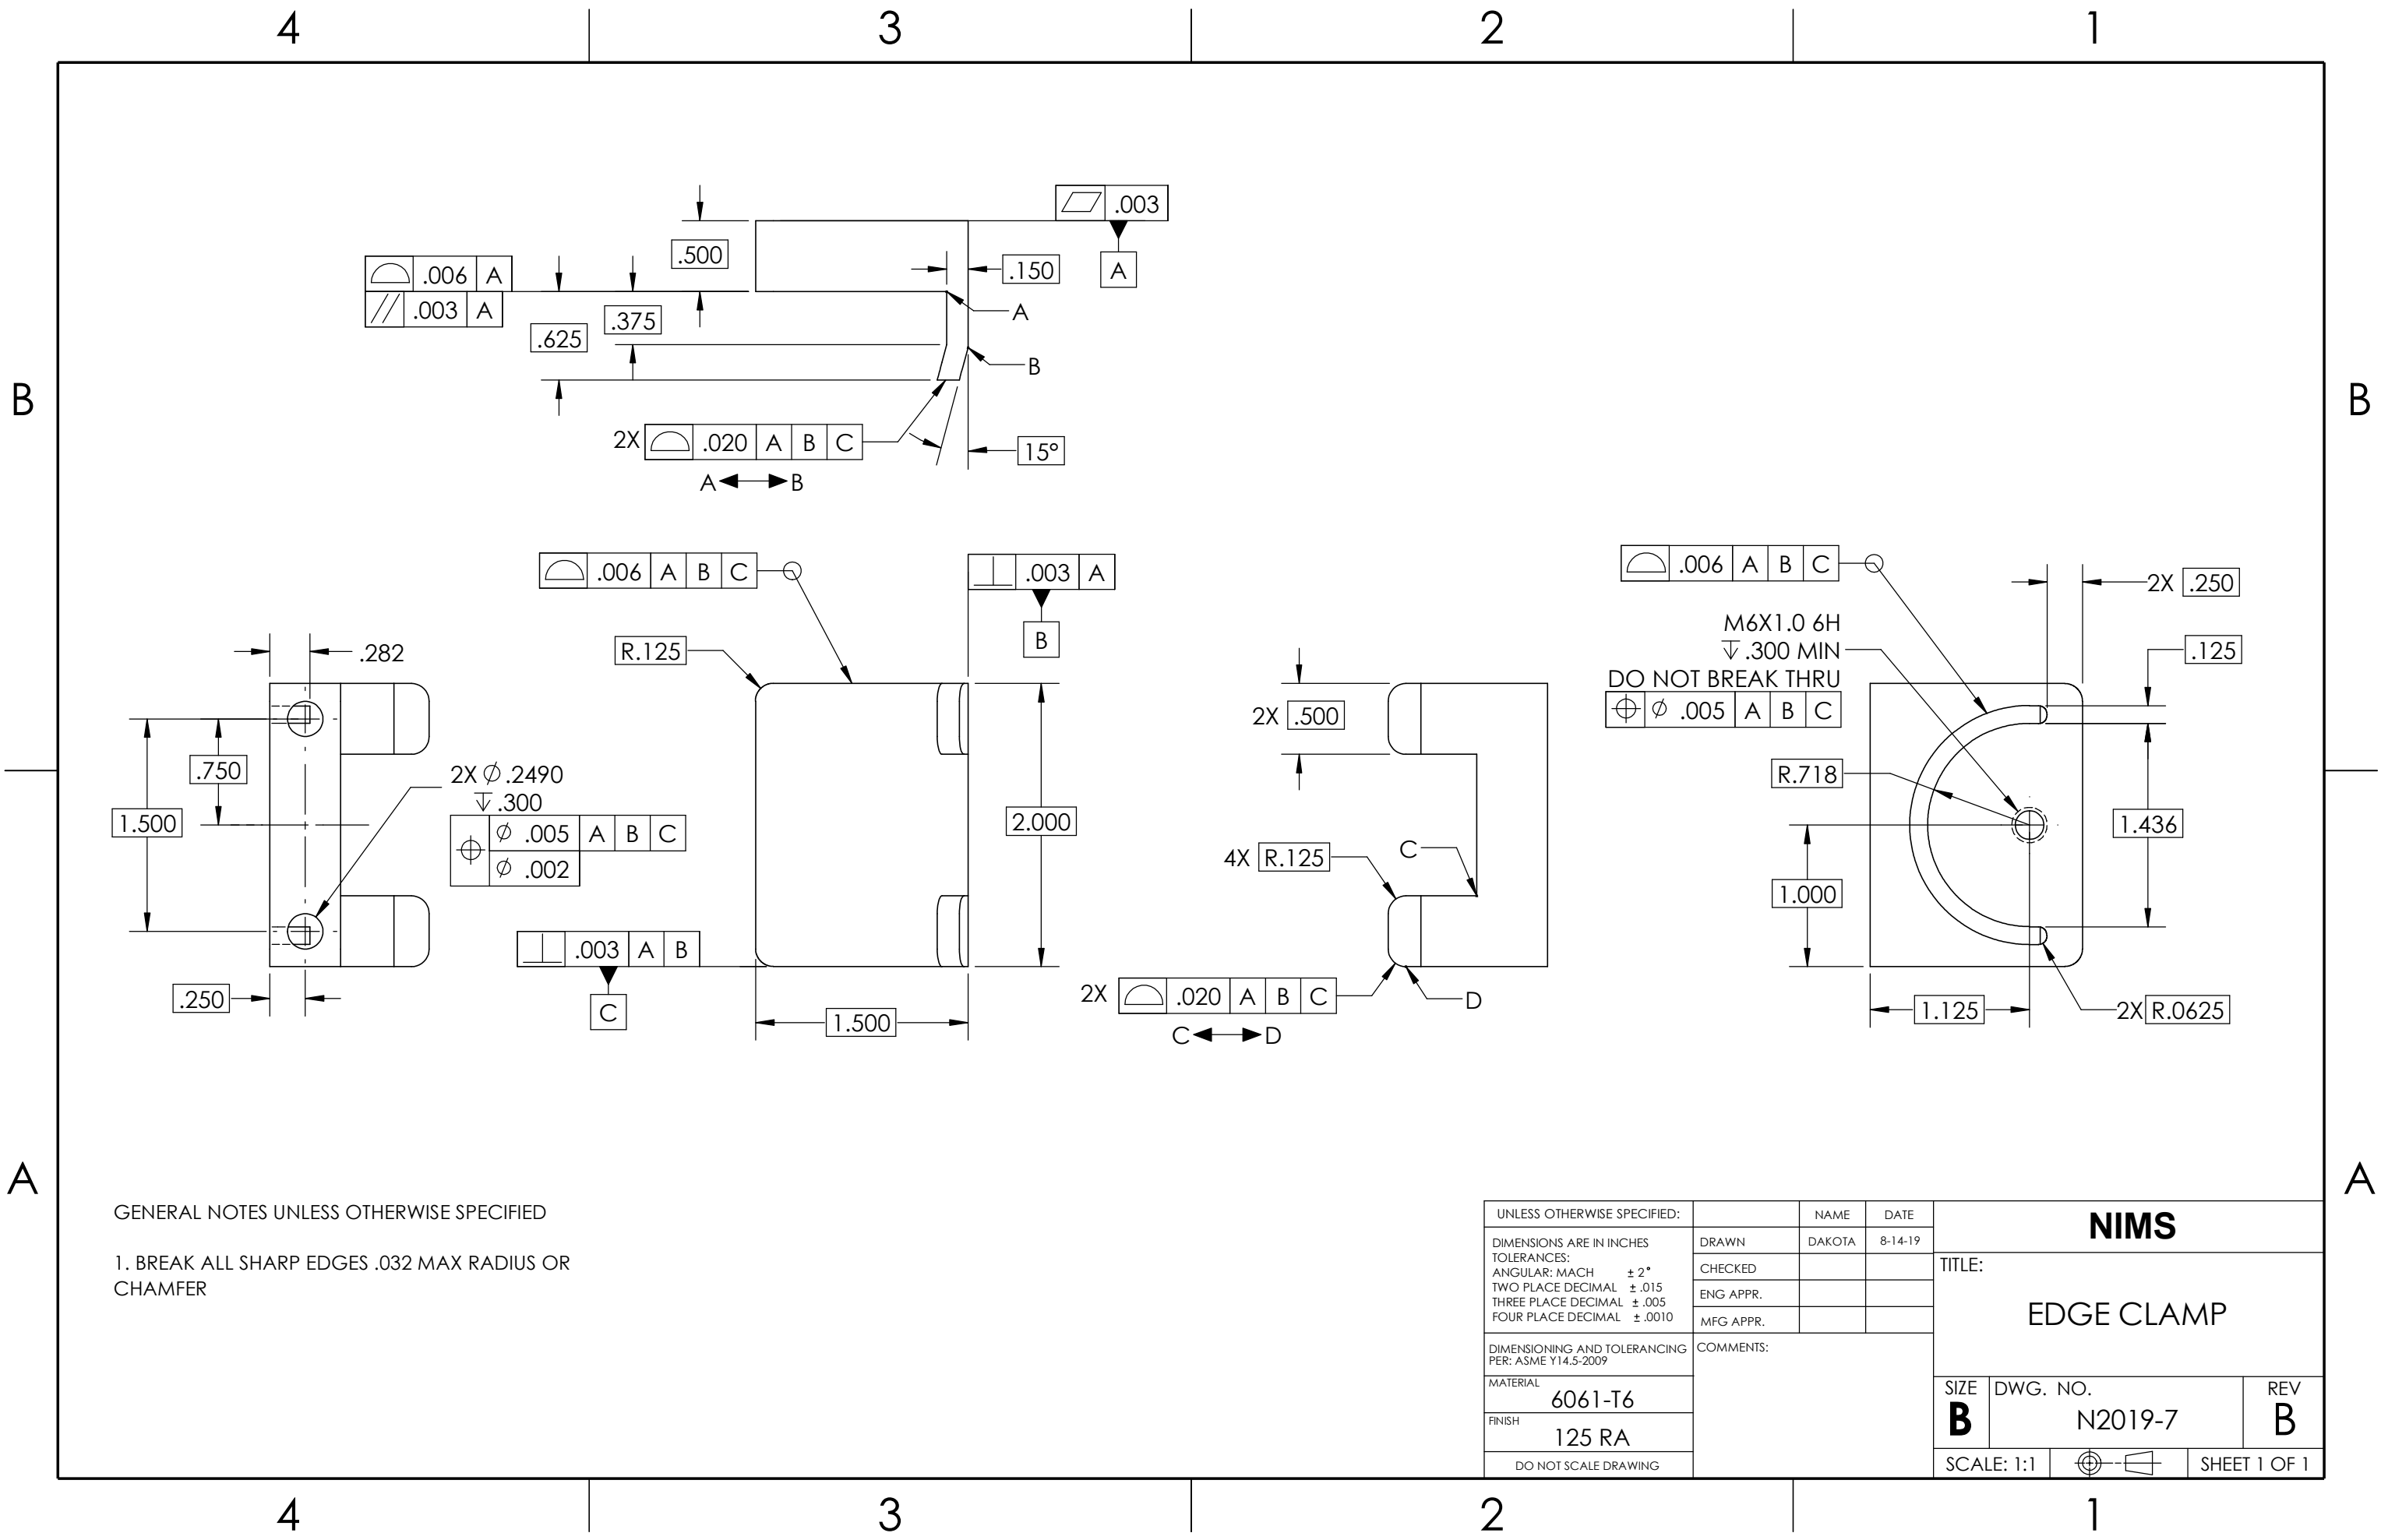 4 3 2 1
B B
A A
.500
⏥ .003
A
.150
⌓ .006 A
// .003 A
.375
.625
A
B
2X ⌓ .020 A B C
A ◄─► B
15°
⌓ .006 A B C
⟂ .003 A
B
R.125
2.000
⟂ .003 A B
C
1.500
.282
.750
1.500
2X ⌀ .2490
↧ .300
⌖ ⌀ .005 A B C
⌀ .002
.250
2X .500
4X R.125
C
2X ⌓ .020 A B C
C ◄─► D
D
⌓ .006 A B C
2X .250
M6X1.0 6H
↧ .300 MIN
DO NOT BREAK THRU
⌖ ⌀ .005 A B C
.125
R.718
1.436
1.000
1.125
2X R.0625
GENERAL NOTES UNLESS OTHERWISE SPECIFIED
1. BREAK ALL SHARP EDGES .032 MAX RADIUS OR
CHAMFER
UNLESS OTHERWISE SPECIFIED:
DIMENSIONS ARE IN INCHES
TOLERANCES:
ANGULAR: MACH ± 2°
TWO PLACE DECIMAL ± .015
THREE PLACE DECIMAL ± .005
FOUR PLACE DECIMAL ± .0010
DIMENSIONING AND TOLERANCING
PER: ASME Y14.5-2009
MATERIAL
6061-T6
FINISH
125 RA
DO NOT SCALE DRAWING
NAME DATE
DRAWN DAKOTA 8-14-19
CHECKED
ENG APPR.
MFG APPR.
COMMENTS:
NIMS
TITLE:
EDGE CLAMP
SIZE DWG. NO. REV
B N2019-7 B
SCALE: 1:1 SHEET 1 OF 1
4 3 2 1